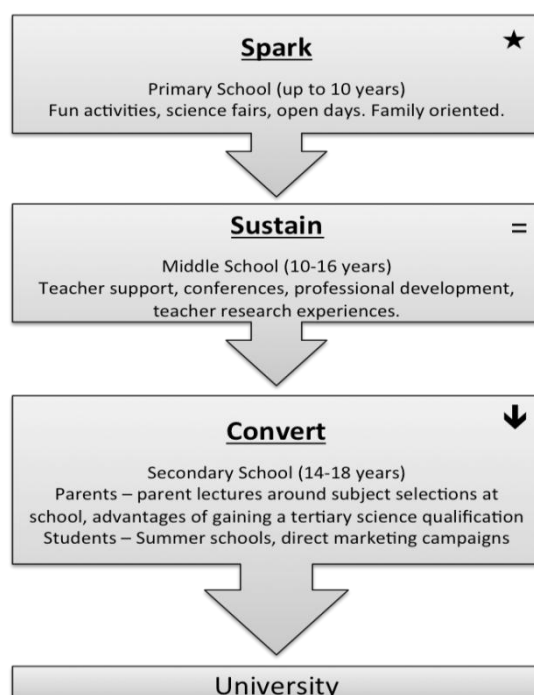 Spark
Primary School (up to 10 years)
Fun activities, science fairs, open days. Family oriented.
Sustain
=
Middle School (10-16 years)
Teacher support, conferences, professional development,
teacher research experiences.
Convert
Secondary School (14-18 years)
Parents – parent lectures around subject selections at
school, advantages of gaining a tertiary science qualification
Students – Summer schools, direct marketing campaigns
University